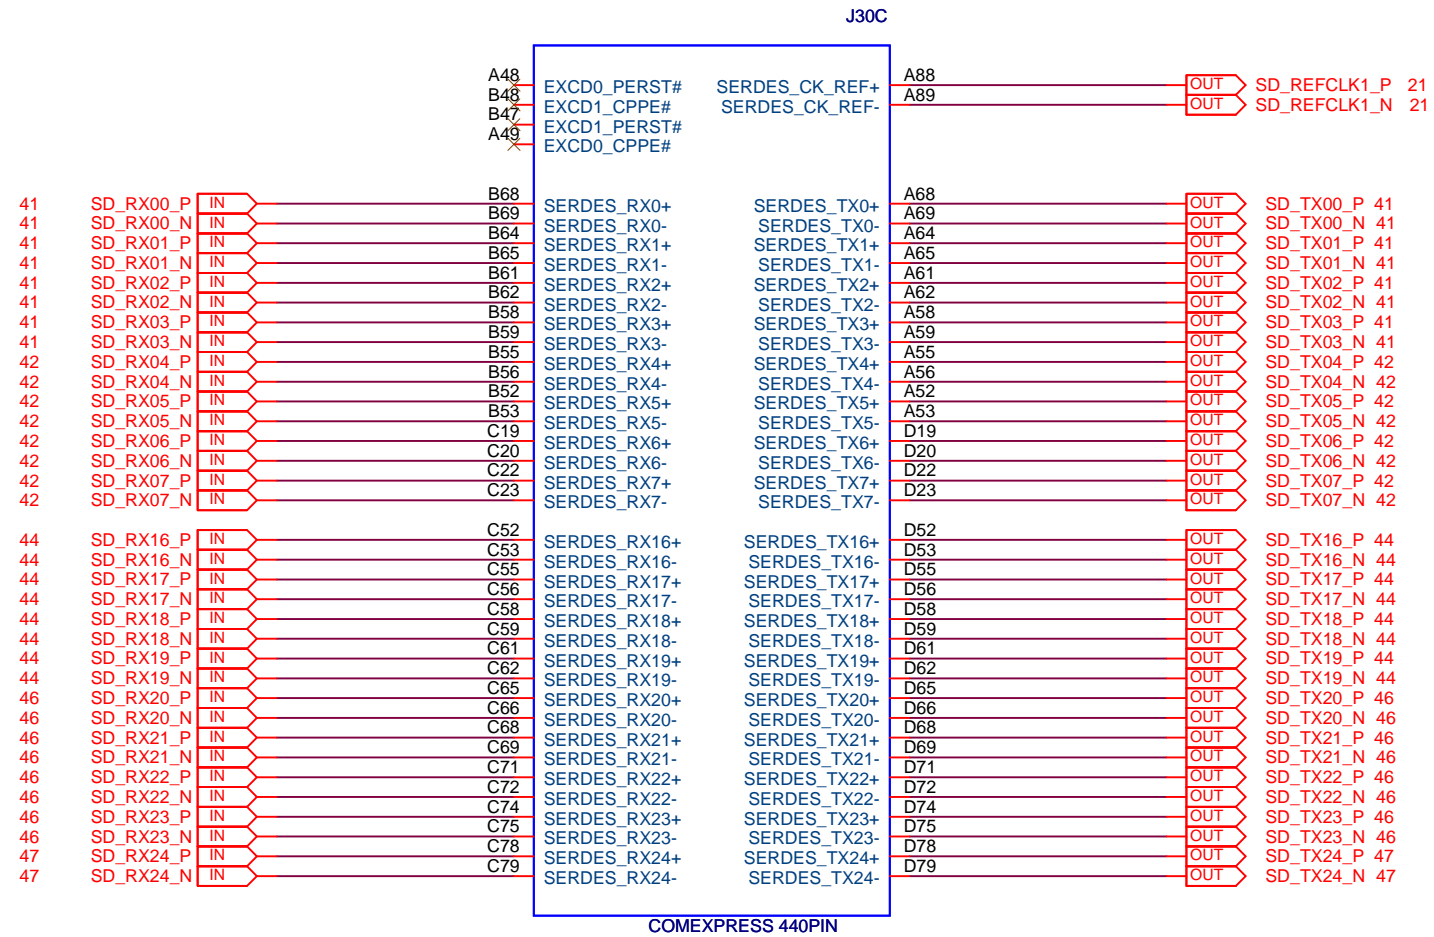 J30C
A48 EXCD0_PERST# SERDES_CK_REF+ A88 OUT SD_REFCLK1_P 21
B48 EXCD1_CPPE# SERDES_CK_REF- A89 OUT SD_REFCLK1_N 21
B47 EXCD1_PERST#
A49 EXCD0_CPPE#
41 SD_RX00_P IN B68 SERDES_RX0+ SERDES_TX0+ A68 OUT SD_TX00_P 41
41 SD_RX00_N IN B69 SERDES_RX0- SERDES_TX0- A69 OUT SD_TX00_N 41
41 SD_RX01_P IN B64 SERDES_RX1+ SERDES_TX1+ A64 OUT SD_TX01_P 41
41 SD_RX01_N IN B65 SERDES_RX1- SERDES_TX1- A65 OUT SD_TX01_N 41
41 SD_RX02_P IN B61 SERDES_RX2+ SERDES_TX2+ A61 OUT SD_TX02_P 41
41 SD_RX02_N IN B62 SERDES_RX2- SERDES_TX2- A62 OUT SD_TX02_N 41
41 SD_RX03_P IN B58 SERDES_RX3+ SERDES_TX3+ A58 OUT SD_TX03_P 41
41 SD_RX03_N IN B59 SERDES_RX3- SERDES_TX3- A59 OUT SD_TX03_N 41
42 SD_RX04_P IN B55 SERDES_RX4+ SERDES_TX4+ A55 OUT SD_TX04_P 42
42 SD_RX04_N IN B56 SERDES_RX4- SERDES_TX4- A56 OUT SD_TX04_N 42
42 SD_RX05_P IN B52 SERDES_RX5+ SERDES_TX5+ A52 OUT SD_TX05_P 42
42 SD_RX05_N IN B53 SERDES_RX5- SERDES_TX5- A53 OUT SD_TX05_N 42
42 SD_RX06_P IN C19 SERDES_RX6+ SERDES_TX6+ D19 OUT SD_TX06_P 42
42 SD_RX06_N IN C20 SERDES_RX6- SERDES_TX6- D20 OUT SD_TX06_N 42
42 SD_RX07_P IN C22 SERDES_RX7+ SERDES_TX7+ D22 OUT SD_TX07_P 42
42 SD_RX07_N IN C23 SERDES_RX7- SERDES_TX7- D23 OUT SD_TX07_N 42
44 SD_RX16_P IN C52 SERDES_RX16+ SERDES_TX16+ D52 OUT SD_TX16_P 44
44 SD_RX16_N IN C53 SERDES_RX16- SERDES_TX16- D53 OUT SD_TX16_N 44
44 SD_RX17_P IN C55 SERDES_RX17+ SERDES_TX17+ D55 OUT SD_TX17_P 44
44 SD_RX17_N IN C56 SERDES_RX17- SERDES_TX17- D56 OUT SD_TX17_N 44
44 SD_RX18_P IN C58 SERDES_RX18+ SERDES_TX18+ D58 OUT SD_TX18_P 44
44 SD_RX18_N IN C59 SERDES_RX18- SERDES_TX18- D59 OUT SD_TX18_N 44
44 SD_RX19_P IN C61 SERDES_RX19+ SERDES_TX19+ D61 OUT SD_TX19_P 44
44 SD_RX19_N IN C62 SERDES_RX19- SERDES_TX19- D62 OUT SD_TX19_N 44
46 SD_RX20_P IN C65 SERDES_RX20+ SERDES_TX20+ D65 OUT SD_TX20_P 46
46 SD_RX20_N IN C66 SERDES_RX20- SERDES_TX20- D66 OUT SD_TX20_N 46
46 SD_RX21_P IN C68 SERDES_RX21+ SERDES_TX21+ D68 OUT SD_TX21_P 46
46 SD_RX21_N IN C69 SERDES_RX21- SERDES_TX21- D69 OUT SD_TX21_N 46
46 SD_RX22_P IN C71 SERDES_RX22+ SERDES_TX22+ D71 OUT SD_TX22_P 46
46 SD_RX22_N IN C72 SERDES_RX22- SERDES_TX22- D72 OUT SD_TX22_N 46
46 SD_RX23_P IN C74 SERDES_RX23+ SERDES_TX23+ D74 OUT SD_TX23_P 46
46 SD_RX23_N IN C75 SERDES_RX23- SERDES_TX23- D75 OUT SD_TX23_N 46
47 SD_RX24_P IN C78 SERDES_RX24+ SERDES_TX24+ D78 OUT SD_TX24_P 47
47 SD_RX24_N IN C79 SERDES_RX24- SERDES_TX24- D79 OUT SD_TX24_N 47
COMEXPRESS 440PIN